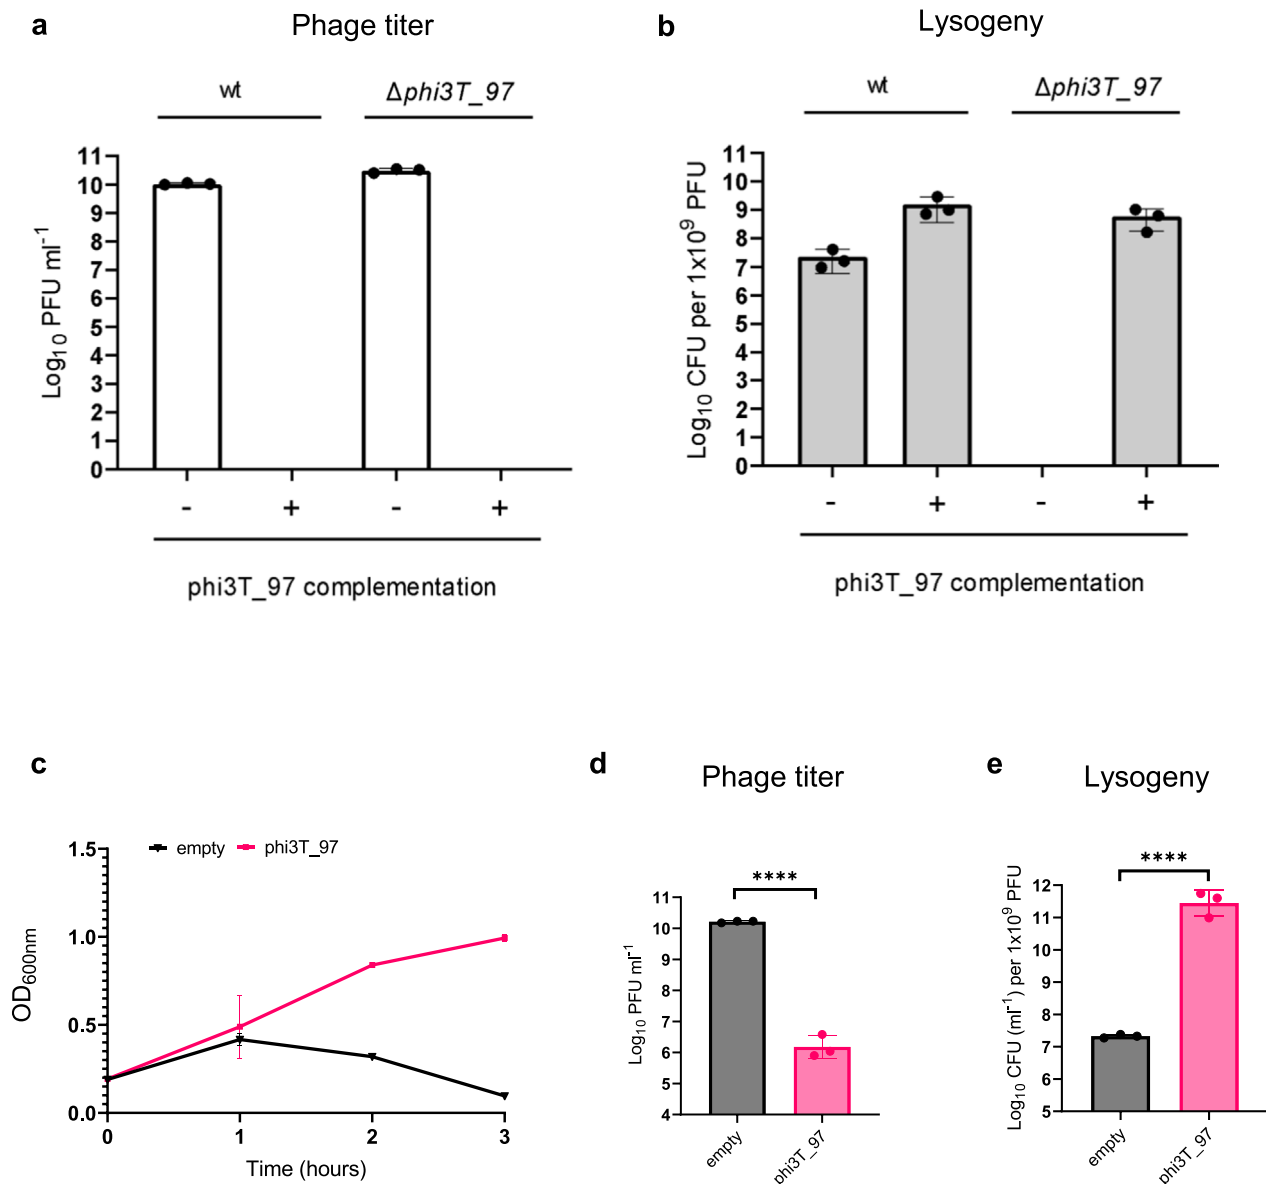 a
Phage titer
wt
Δphi3T_97
11
10
9
8
7
6
5
4
3
2
1
0
Log10 PFU ml-1
- + - +
phi3T_97 complementation
b
Lysogeny
wt
Δphi3T_97
11
10
9
8
7
6
5
4
3
2
1
0
Log10 CFU per 1x10^9 PFU
- + - +
phi3T_97 complementation
c
empty phi3T_97
1.5
1.0
0.5
0.0
OD600nm
0 1 2 3
Time (hours)
d
Phage titer
****
11
10
9
8
7
6
5
4
Log10 PFU ml-1
empty phi3T_97
e
Lysogeny
****
12
11
10
9
8
7
6
5
Log10 CFU (ml-1) per 1x10^9 PFU
empty phi3T_97